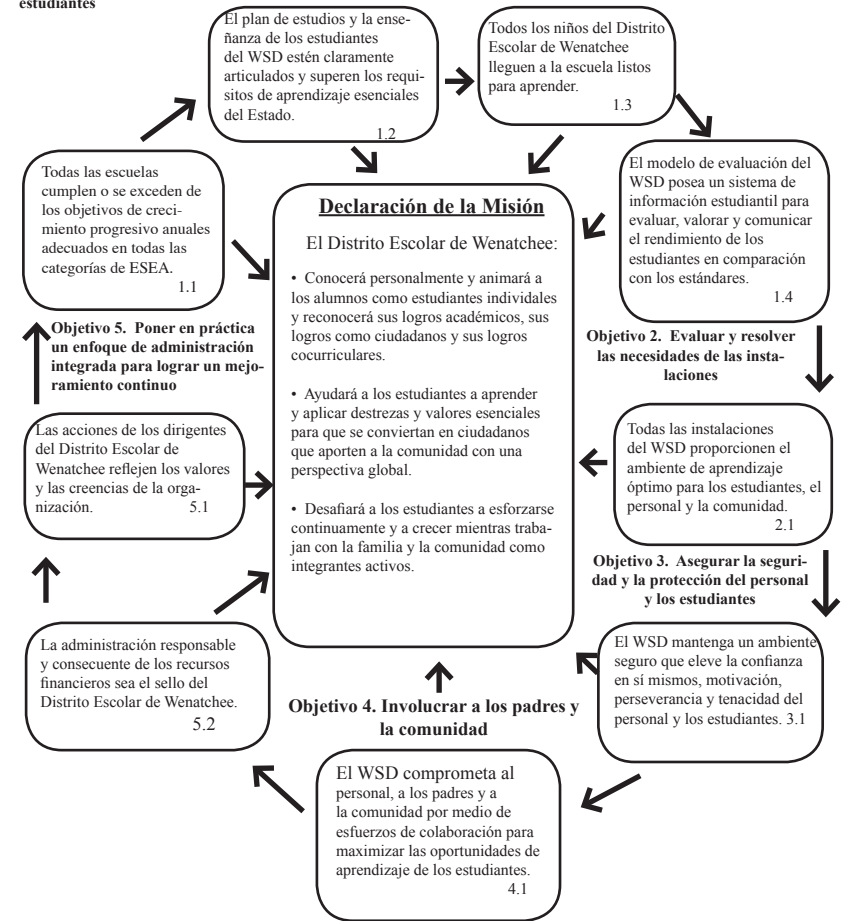 estudiantes
El plan de estudios y la ense-
ñanza de los estudiantes
del WSD estén claramente
articulados y superen los requi-
sitos de aprendizaje esenciales
del Estado.
1.2
Todos los niños del Distrito
Escolar de Wenatchee
lleguen a la escuela listos
para aprender.
1.3
El modelo de evaluación del
WSD posea un sistema de
información estudiantil para
evaluar, valorar y comunicar
el rendimiento de los
estudiantes en comparación
con los estándares.
1.4
Todas las escuelas
cumplen o se exceden de
los objetivos de creci-
miento progresivo anuales
adecuados en todas las
categorías de ESEA.
1.1
Declaración de la Misión
El Distrito Escolar de Wenatchee:
• Conocerá personalmente y animará a
los alumnos como estudiantes individales
y reconocerá sus logros académicos, sus
logros como ciudadanos y sus logros
cocurriculares.
• Ayudará a los estudiantes a aprender
y aplicar destrezas y valores esenciales
para que se conviertan en ciudadanos
que aporten a la comunidad con una
perspectiva global.
• Desafiará a los estudiantes a esforzarse
continuamente y a crecer mientras traba-
jan con la familia y la comunidad como
integrantes activos.
Objetivo 5. Poner en práctica
un enfoque de administración
integrada para lograr un mejo-
ramiento continuo
Objetivo 2. Evaluar y resolver
las necesidades de las insta-
laciones
Las acciones de los dirigentes
del Distrito Escolar de
Wenatchee reflejen los valores
y las creencias de la orga-
nización. 5.1
Todas las instalaciones
del WSD proporcionen el
ambiente de aprendizaje
óptimo para los estudiantes, el
personal y la comunidad.
2.1
Objetivo 3. Asegurar la seguri-
dad y la protección del personal
y los estudiantes
La administración responsable
y consecuente de los recursos
financieros sea el sello del
Distrito Escolar de Wenatchee.
5.2
El WSD mantenga un ambiente
seguro que eleve la confianza
en sí mismos, motivación,
perseverancia y tenacidad del
personal y los estudiantes. 3.1
Objetivo 4. Involucrar a los padres y
la comunidad
El WSD comprometa al
personal, a los padres y a
la comunidad por medio de
esfuerzos de colaboración para
maximizar las oportunidades de
aprendizaje de los estudiantes.
4.1